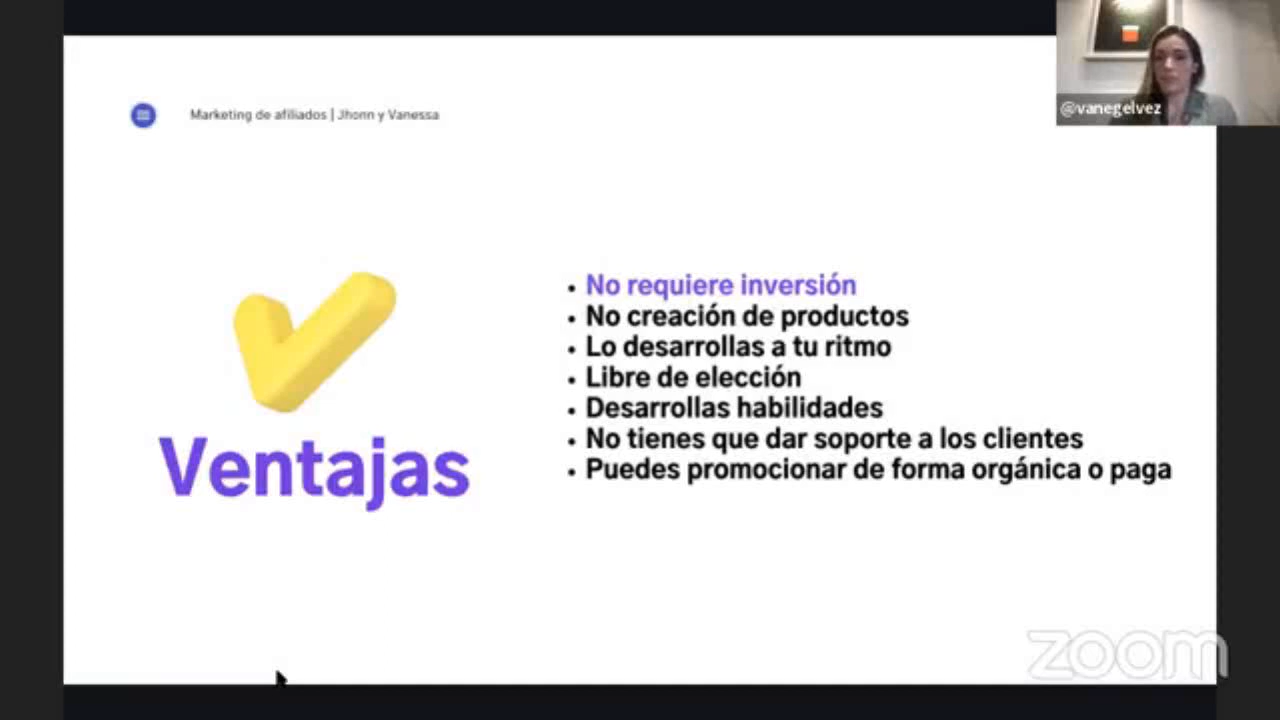 Marketing de afiliados | Jhonn y Vanessa
@vanegelvez
No requiere inversión
No creación de productos
Lo desarrollas a tu ritmo
Libre de elección
Desarrollas habilidades
No tienes que dar soporte a los clientes
Puedes promocionar de forma orgánica o paga
Ventajas
zoom